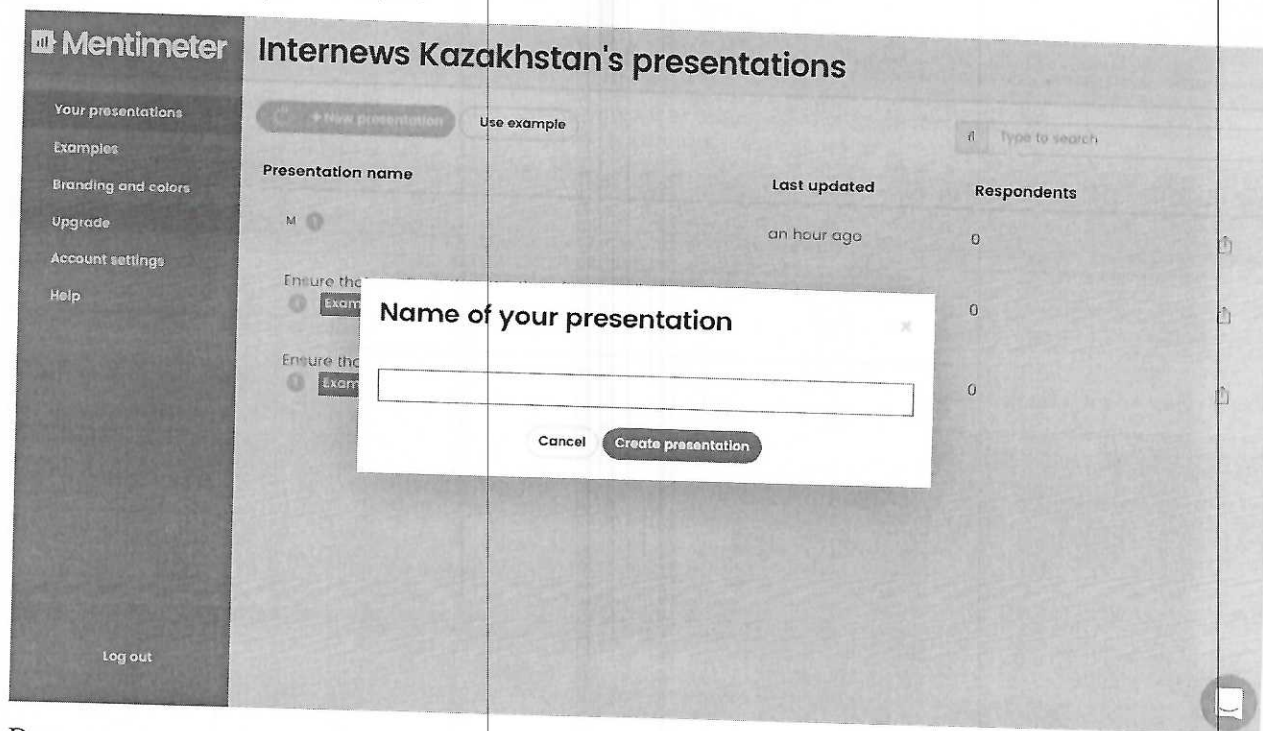 Mentimeter
Internews Kazakhstan's presentations
Your presentations
Examples
Branding and colors
Upgrade
Account settings
Help
Log out
+ New presentation
Use example
Type to search
Presentation name
Last updated
Respondents
M
an hour ago
0
Ensure tha
Exam
0
Ensure tha
Exam
0
Name of your presentation
×
Cancel
Create presentation